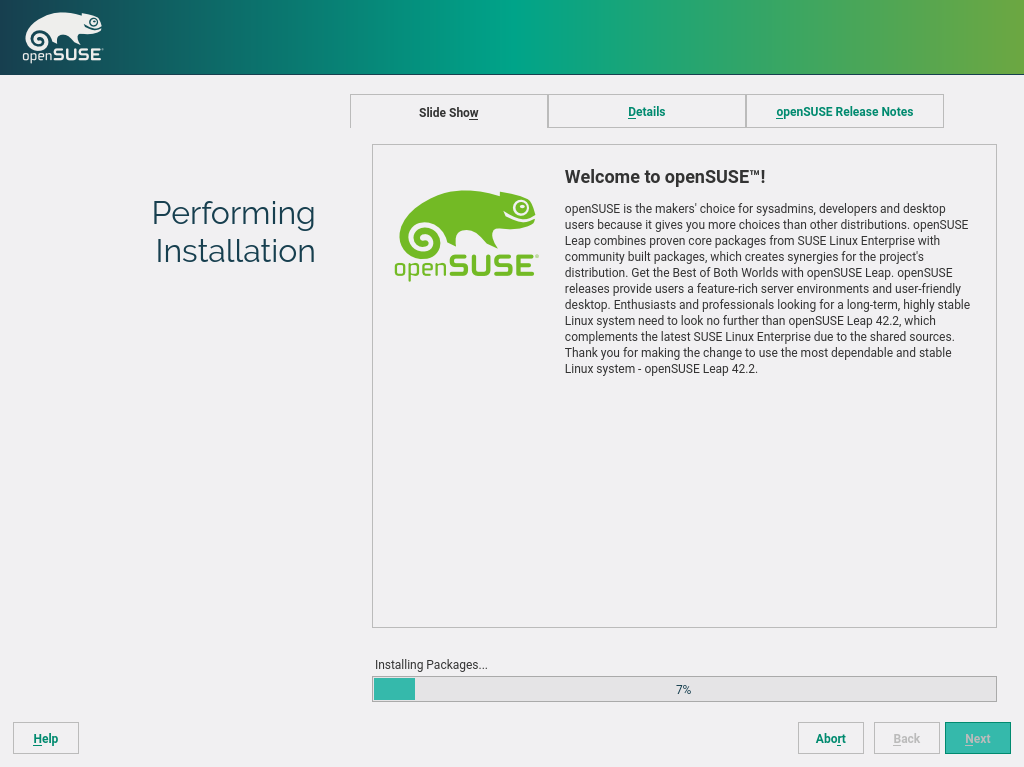 openSUSE
Slide Show
Details
openSUSE Release Notes
Performing
Installation
openSUSE
Welcome to openSUSE™!
openSUSE is the makers' choice for sysadmins, developers and desktop
users because it gives you more choices than other distributions. openSUSE
Leap combines proven core packages from SUSE Linux Enterprise with
community built packages, which creates synergies for the project's
distribution. Get the Best of Both Worlds with openSUSE Leap. openSUSE
releases provide users a feature-rich server environments and user-friendly
desktop. Enthusiasts and professionals looking for a long-term, highly stable
Linux system need to look no further than openSUSE Leap 42.2, which
complements the latest SUSE Linux Enterprise due to the shared sources.
Thank you for making the change to use the most dependable and stable
Linux system - openSUSE Leap 42.2.
Installing Packages...
7%
Help
Abort
Back
Next